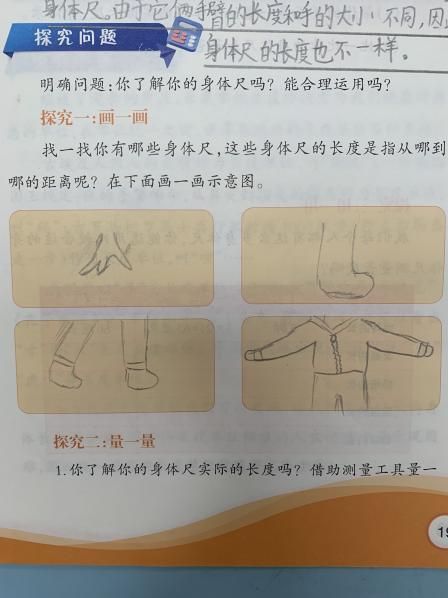 身体尺。由于它俩手臂的长度和手的大小不同,因
探究问题
身体尺的长度也不一样。
明确问题:你了解你的身体尺吗?能合理运用吗?
探究一:画一画
找一找你有哪些身体尺,这些身体尺的长度是指从哪到
哪的距离呢?在下面画一画示意图。
探究二:量一量
1.你了解你的身体尺实际的长度吗?借助测量工具量一